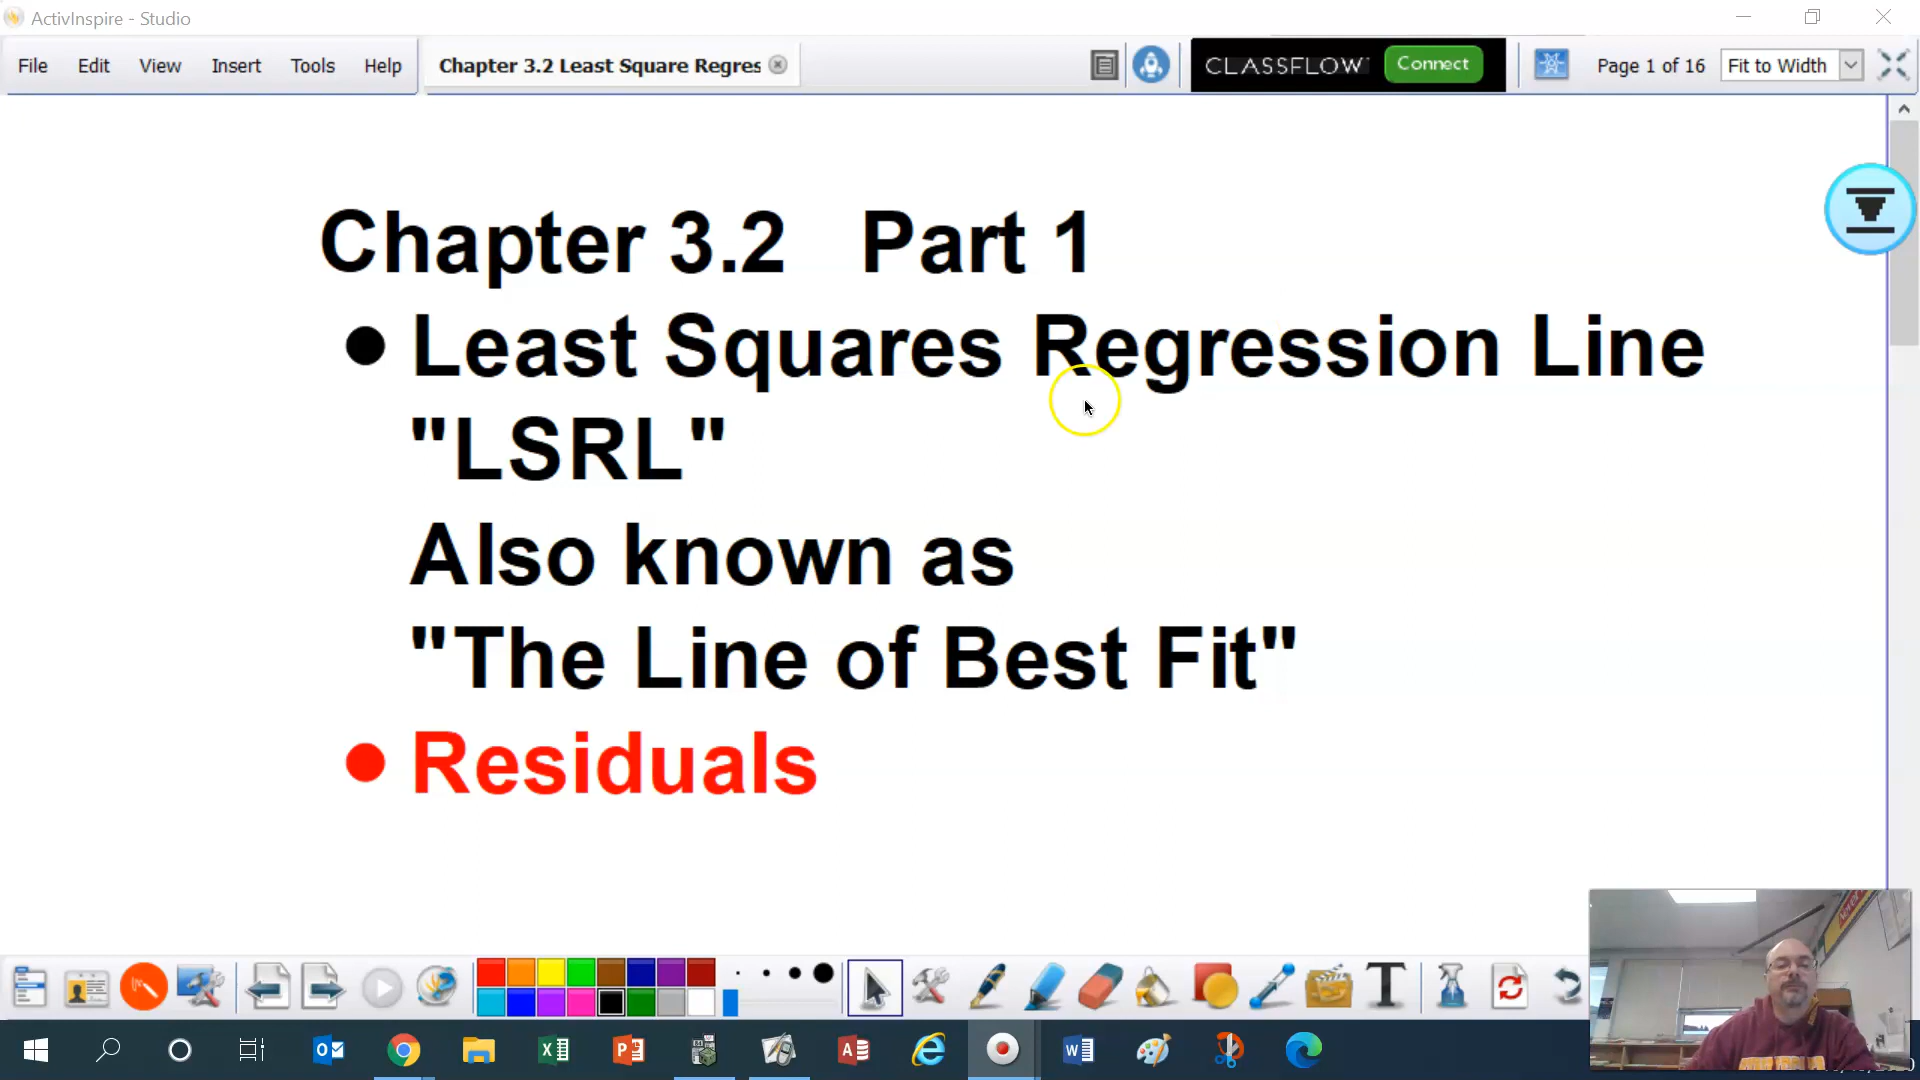 ActivInspire - Studio
File Edit View Insert Tools Help
Chapter 3.2 Least Square Regres
CLASSFLOW Connect
Page 1 of 16 Fit to Width
Chapter 3.2 Part 1
• Least Squares Regression Line
"LSRL"
Also known as
"The Line of Best Fit"
• Residuals